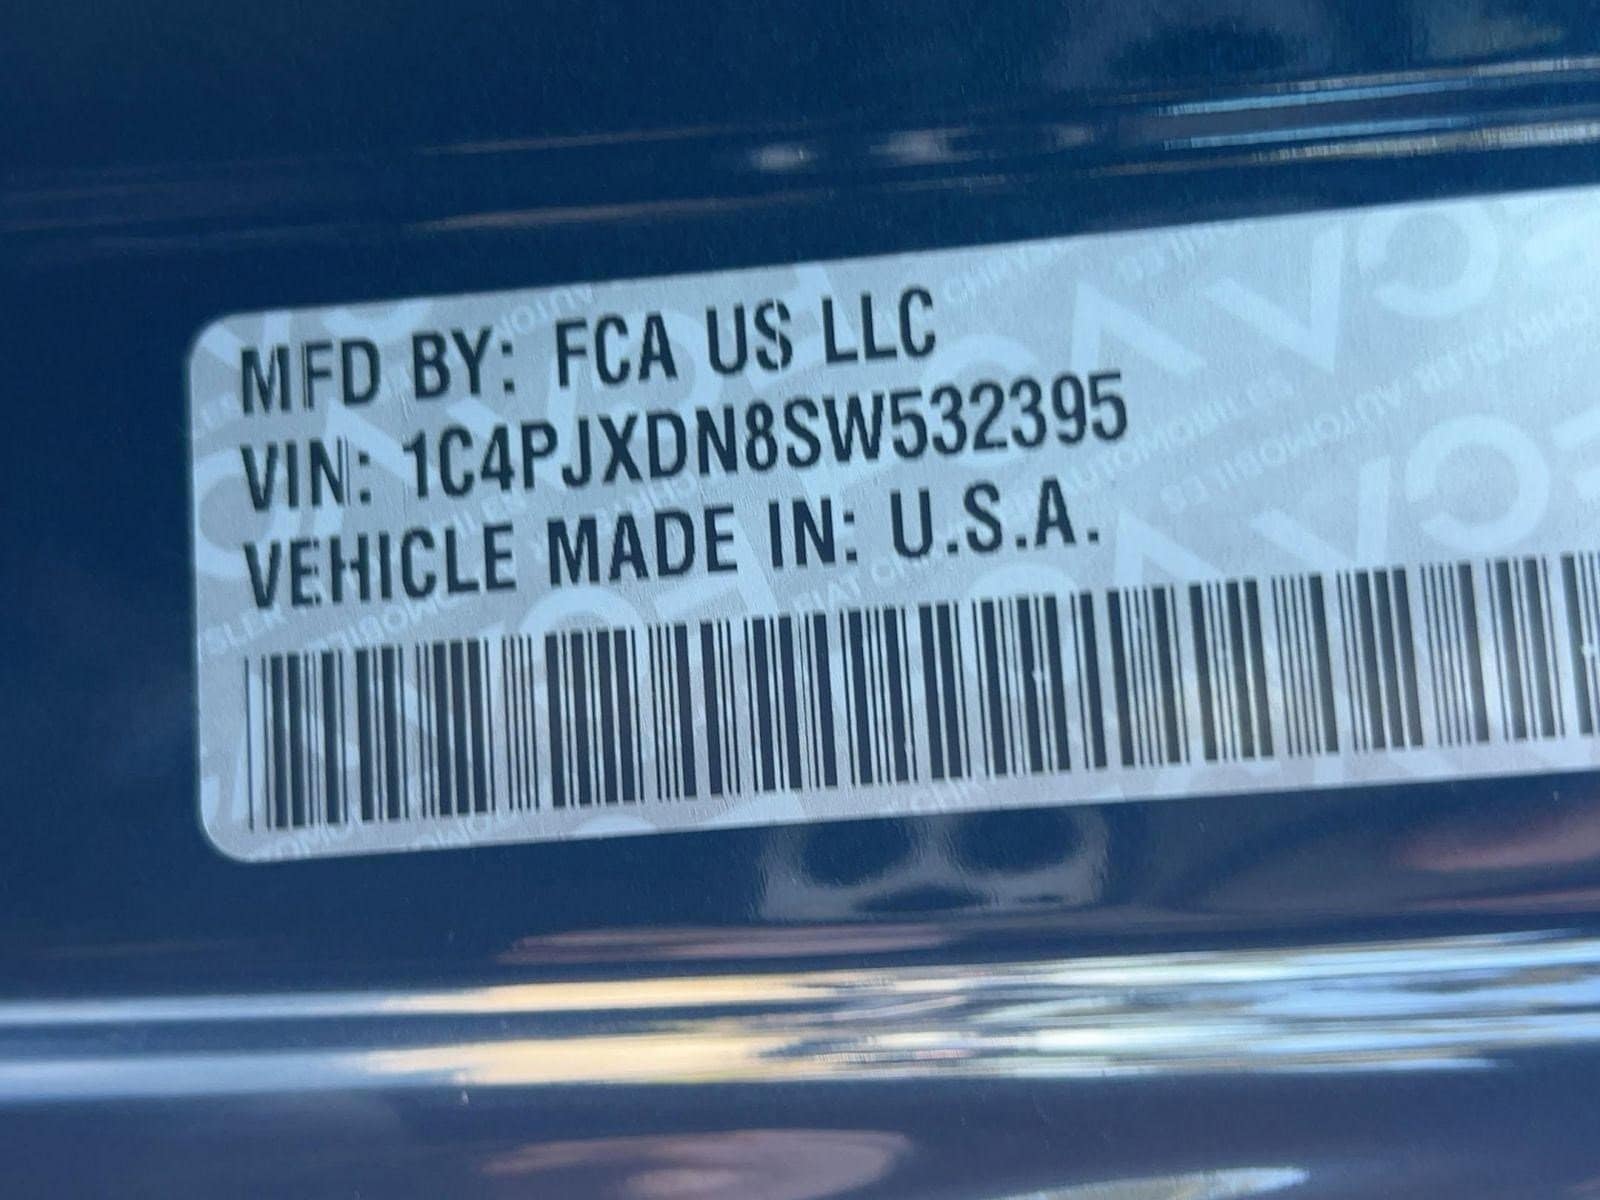 MFD BY: FCA US LLC
VIN: 1C4PJXDN8SW532395
VEHICLE MADE IN: U.S.A.